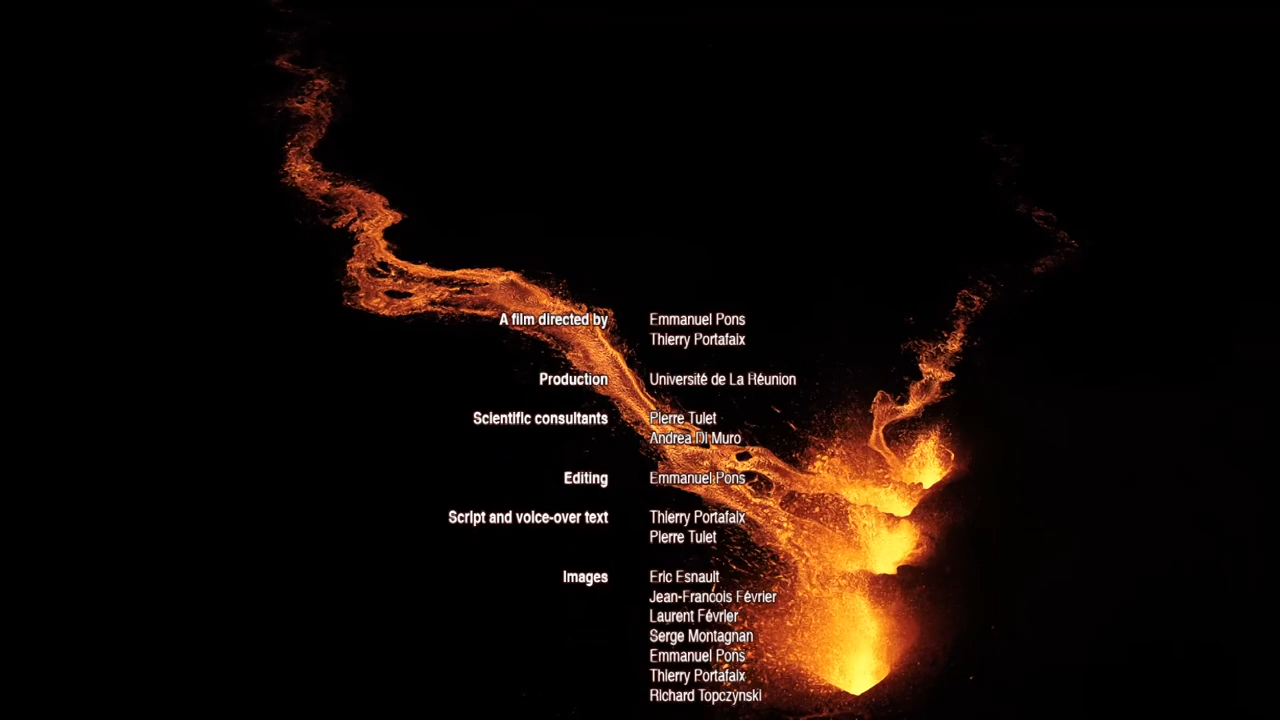 A film directed by Emmanuel Pons
Thierry Portafaix
Production Université de La Réunion
Scientific consultants Pierre Tulet
Andrea Di Muro
Editing Emmanuel Pons
Script and voice-over text Thierry Portafaix
Pierre Tulet
Images Eric Esnault
Jean-Francois Février
Laurent Février
Serge Montagnan
Emmanuel Pons
Thierry Portafaix
Richard Topczynski